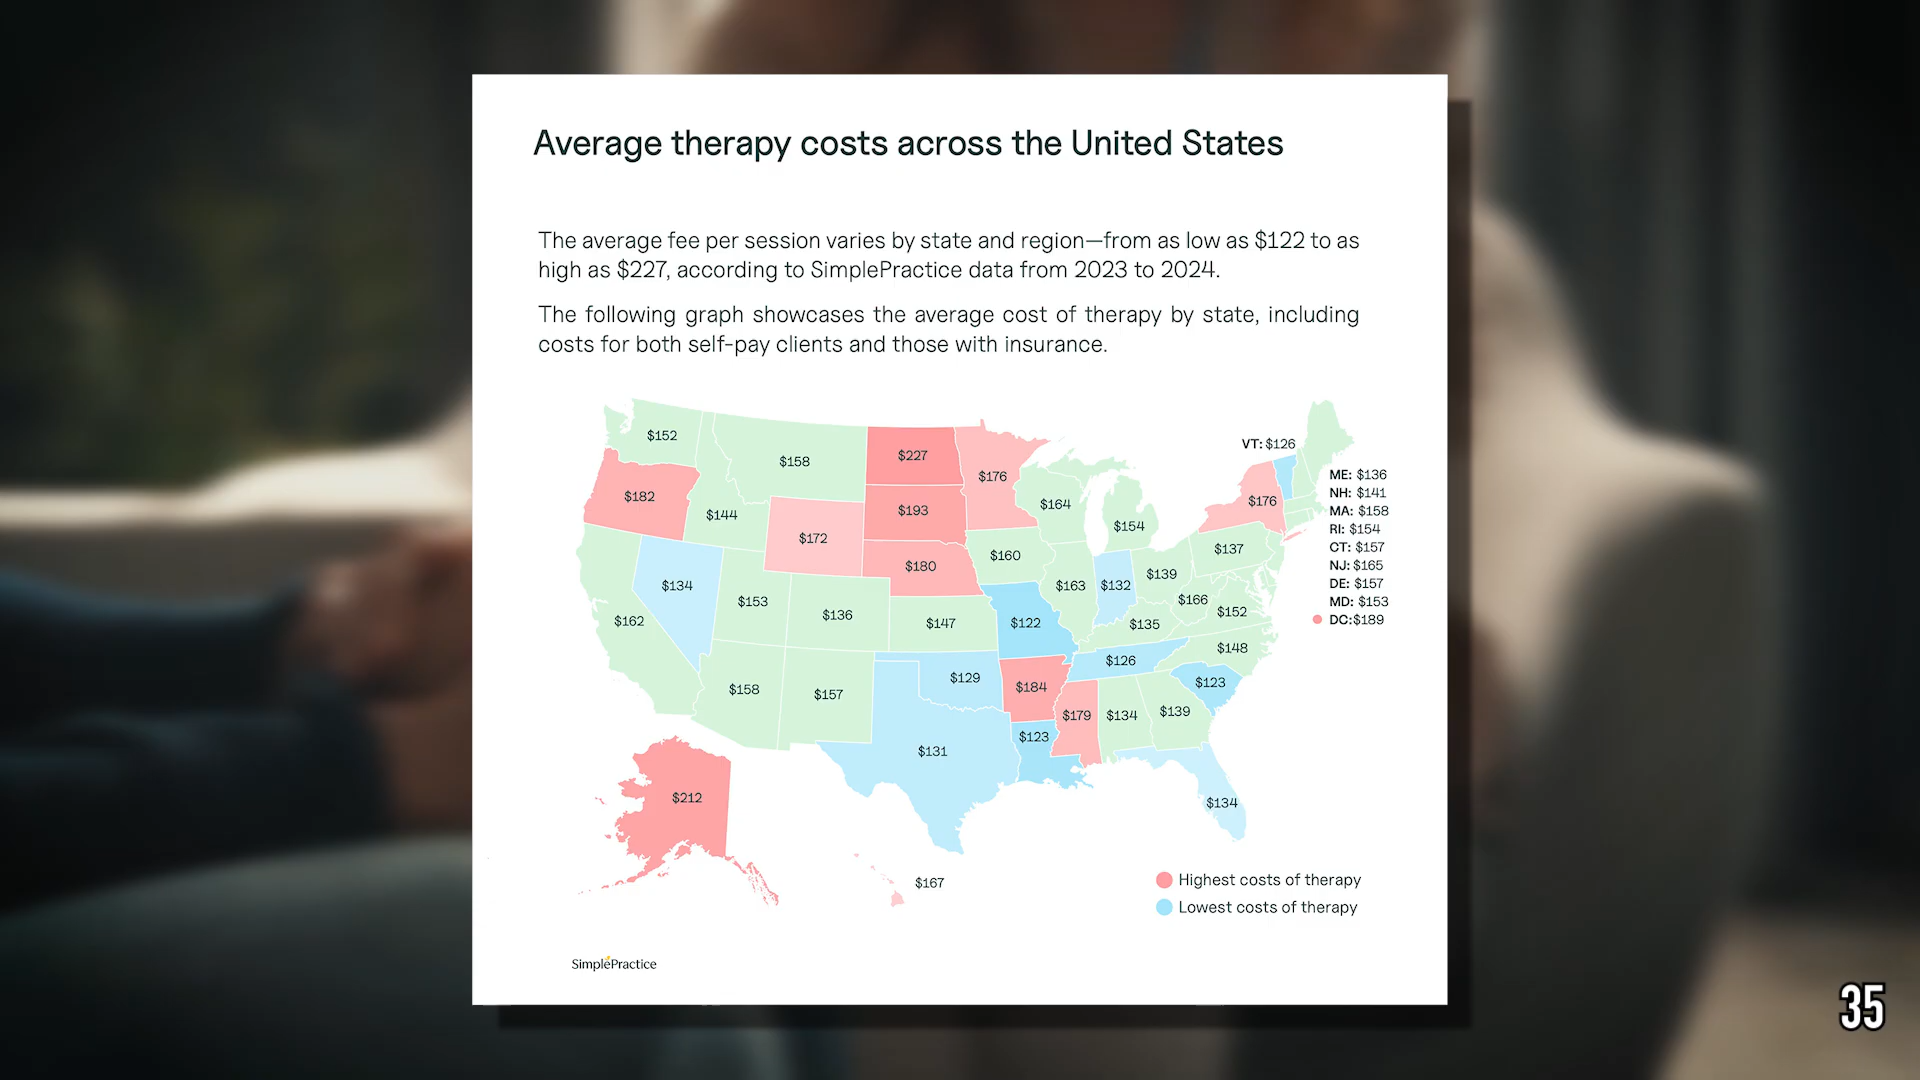 Average therapy costs across the United States
The average fee per session varies by state and region—from as low as $122 to as
high as $227, according to SimplePractice data from 2023 to 2024.
The following graph showcases the average cost of therapy by state, including
costs for both self-pay clients and those with insurance.
$152
$158
$227
$176
VT: $126
ME: $136
NH: $141
MA: $158
RI: $154
CT: $157
NJ: $165
DE: $157
MD: $153
DC:$189
$182
$144
$172
$193
$164
$154
$176
$180
$160
$137
$134
$153
$136
$147
$122
$163
$132
$139
$166
$152
$162
$135
$148
$158
$157
$129
$184
$126
$123
$131
$123
$179
$134
$139
$134
$212
$167
Highest costs of therapy
Lowest costs of therapy
SimplePractice
35